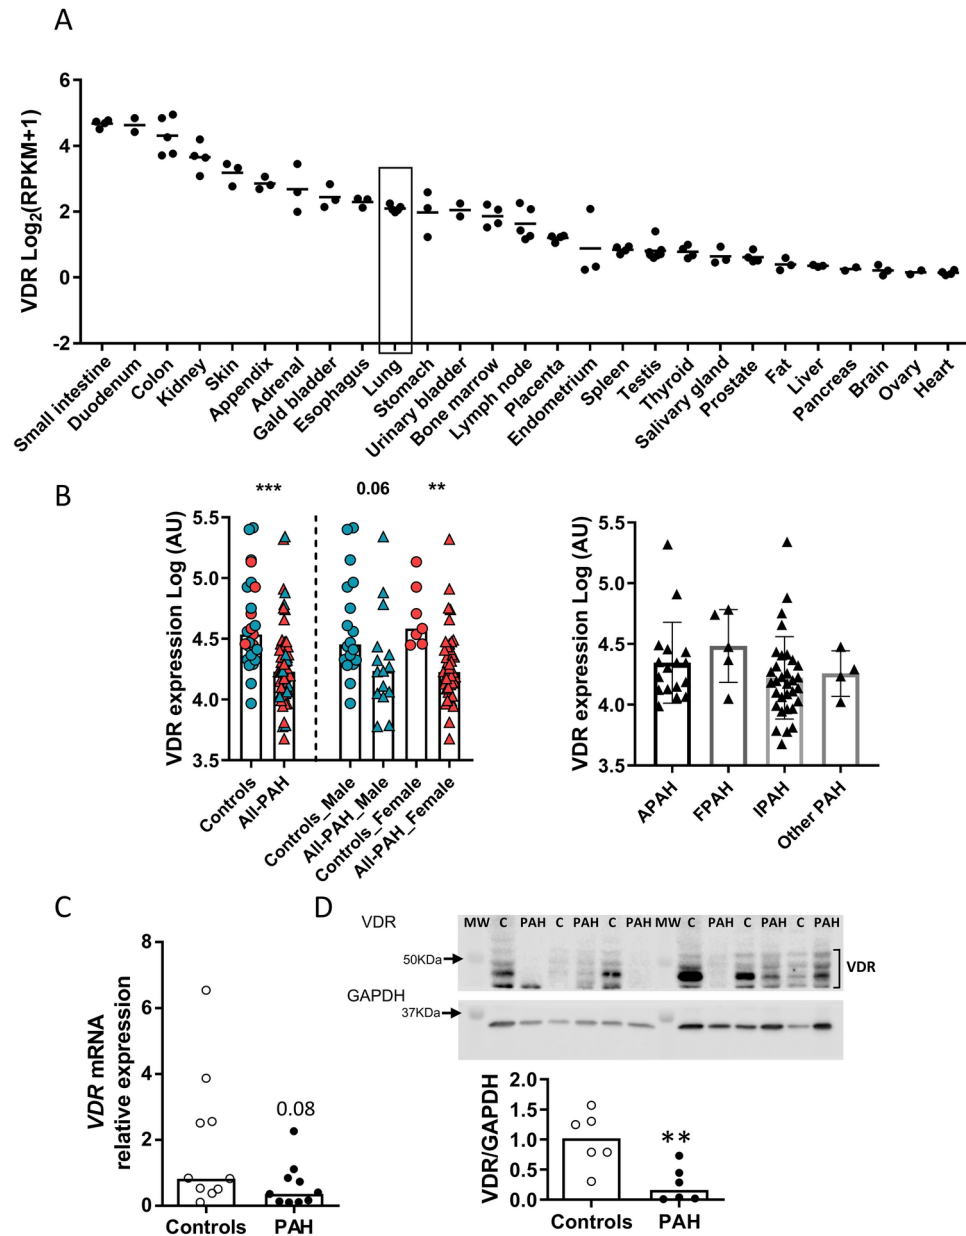 A
VDR Log2(RPKM+1)
6
4
2
0
-2
Small intestine
Duodenum
Colon
Kidney
Skin
Appendix
Adrenal
Gald bladder
Esophagus
Lung
Stomach
Urinary bladder
Bone marrow
Lymph node
Placenta
Endometrium
Spleen
Testis
Thyroid
Salivary gland
Prostate
Fat
Liver
Pancreas
Brain
Ovary
Heart
B
*** 0.06 **
VDR expression Log (AU)
5.5
5.0
4.5
4.0
3.5
Controls
All-PAH
Controls_Male
All-PAH_Male
Controls_Female
All-PAH_Female
VDR expression Log (AU)
5.5
5.0
4.5
4.0
3.5
APAH
FPAH
IPAH
Other PAH
C
VDR mRNA
relative expression
8
6
4
2
0
0.08
Controls PAH
D
VDR
MW C PAH C PAH C PAH MW C PAH C PAH C PAH
50KDa
VDR
GAPDH
37KDa
VDR/GAPDH
2.0
1.5
1.0
0.5
0.0
**
Controls PAH